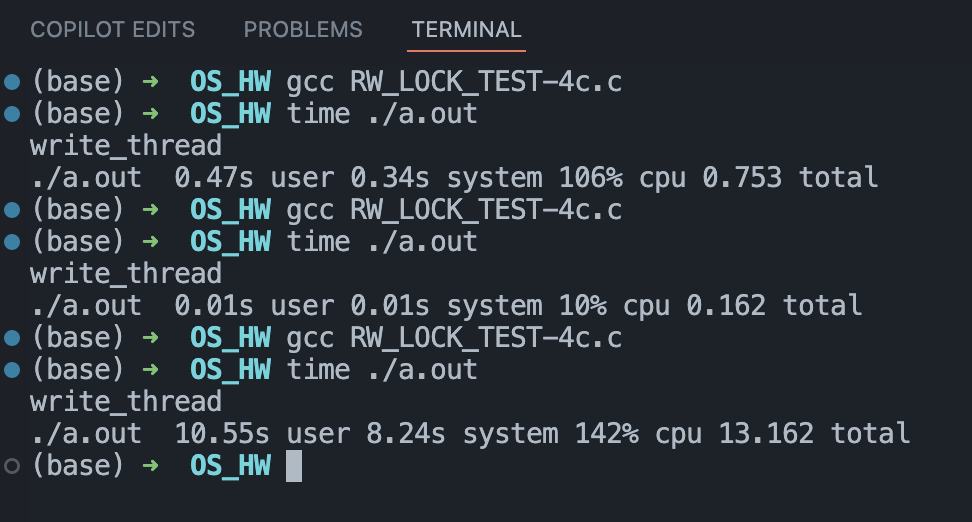 COPILOT EDITS PROBLEMS TERMINAL
(base) → OS_HW gcc RW_LOCK_TEST-4c.c
(base) → OS_HW time ./a.out
write_thread
./a.out 0.47s user 0.34s system 106% cpu 0.753 total
(base) → OS_HW gcc RW_LOCK_TEST-4c.c
(base) → OS_HW time ./a.out
write_thread
./a.out 0.01s user 0.01s system 10% cpu 0.162 total
(base) → OS_HW gcc RW_LOCK_TEST-4c.c
(base) → OS_HW time ./a.out
write_thread
./a.out 10.55s user 8.24s system 142% cpu 13.162 total
(base) → OS_HW